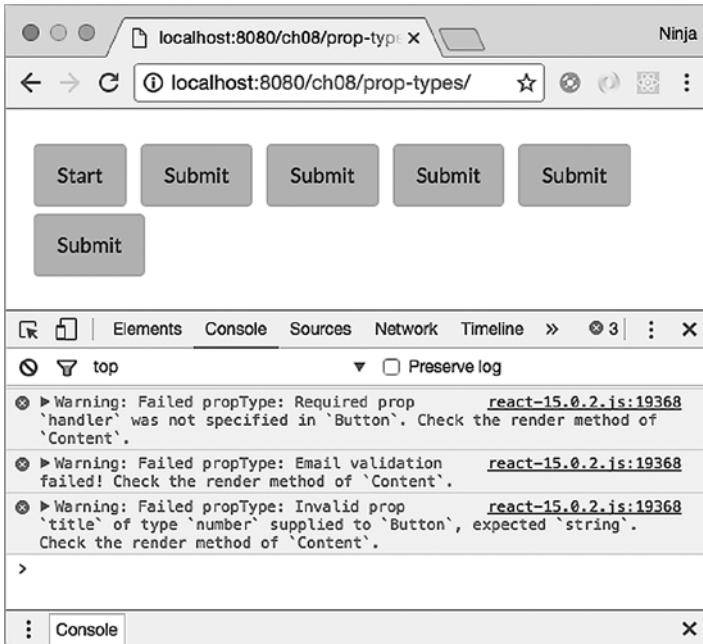 localhost:8080/ch08/prop-type
Ninja
localhost:8080/ch08/prop-types/
Start
Submit
Submit
Submit
Submit
Submit
Elements Console Sources Network Timeline » 3
top
Preserve log
▶Warning: Failed propType: Required prop react-15.0.2.js:19368
`handler` was not specified in `Button`. Check the render method of
`Content`.
▶Warning: Failed propType: Email validation react-15.0.2.js:19368
failed! Check the render method of `Content`.
▶Warning: Failed propType: Invalid prop react-15.0.2.js:19368
`title` of type `number` supplied to `Button`, expected `string`.
Check the render method of `Content`.
>
Console